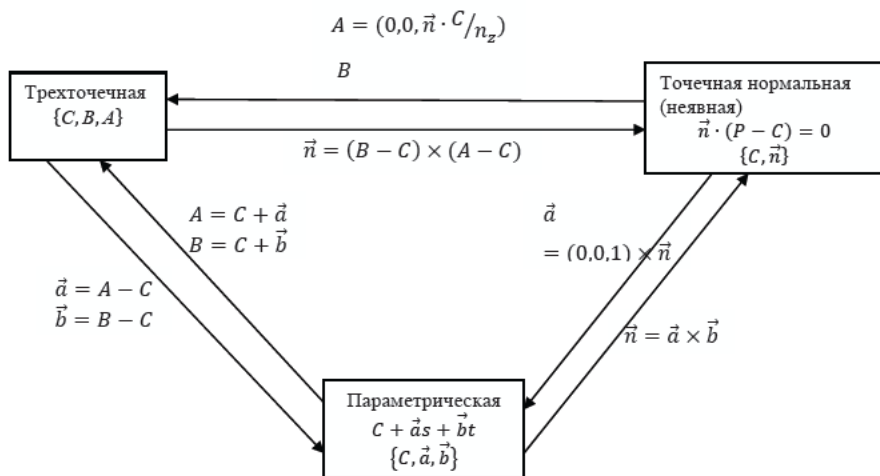 A = (0,0, n⃗ · C/n_z)
B
Трехточечная
{C, B, A}
Точечная нормальная
(неявная)
n⃗ · (P − C) = 0
{C, n⃗}
n⃗ = (B − C) × (A − C)
A = C + a⃗
B = C + b⃗
a⃗
= (0,0,1) × n⃗
a⃗ = A − C
b⃗ = B − C
n⃗ = a⃗ × b⃗
Параметрическая
C + a⃗s + b⃗t
{C, a⃗, b⃗}